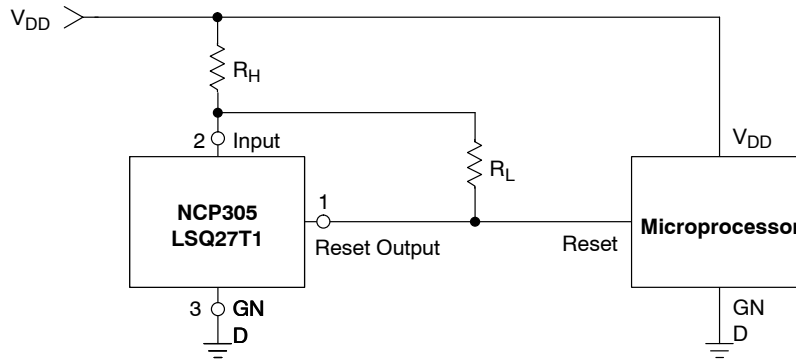 VDD
RH
2 Input
VDD
RL
NCP305
LSQ27T1
1
Reset Output
Reset
Microprocessor
3 GN
D
GN
D